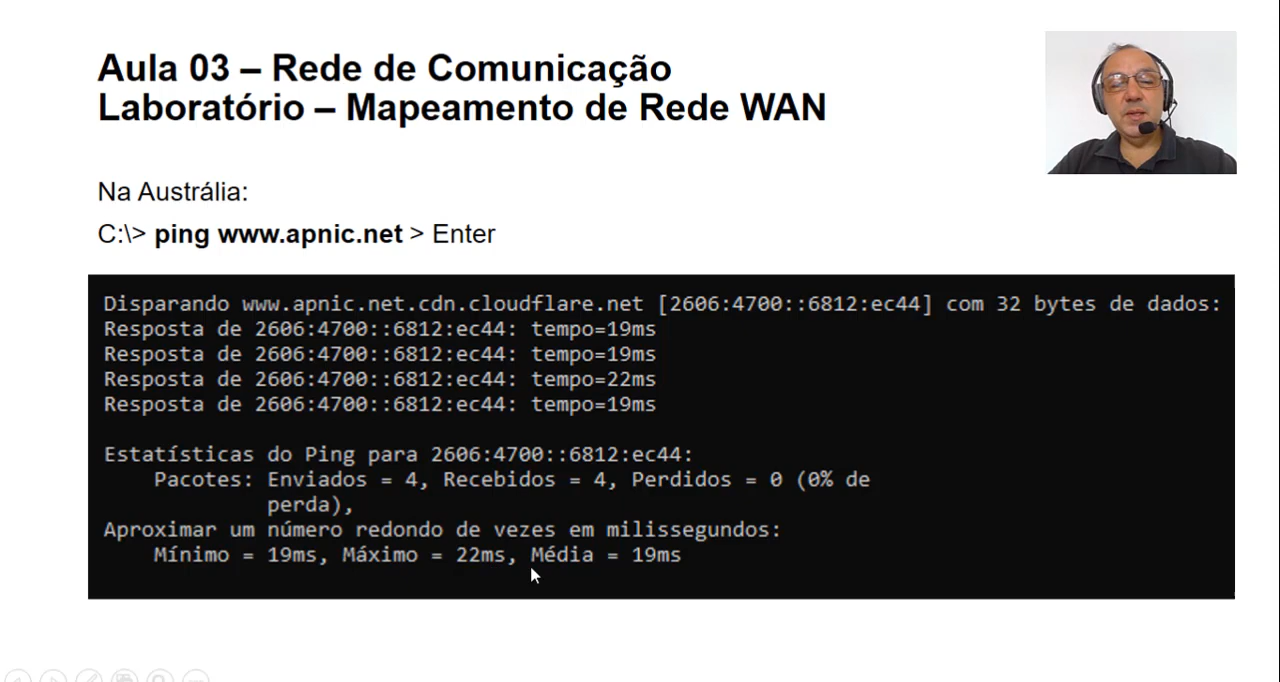 Aula 03 – Rede de Comunicação
Laboratório – Mapeamento de Rede WAN
Na Austrália:
C:\> ping www.apnic.net > Enter
Disparando www.apnic.net.cdn.cloudflare.net [2606:4700::6812:ec44] com 32 bytes de dados:
Resposta de 2606:4700::6812:ec44: tempo=19ms
Resposta de 2606:4700::6812:ec44: tempo=19ms
Resposta de 2606:4700::6812:ec44: tempo=22ms
Resposta de 2606:4700::6812:ec44: tempo=19ms
Estatísticas do Ping para 2606:4700::6812:ec44:
Pacotes: Enviados = 4, Recebidos = 4, Perdidos = 0 (0% de
perda),
Aproximar um número redondo de vezes em milissegundos:
Mínimo = 19ms, Máximo = 22ms, Média = 19ms